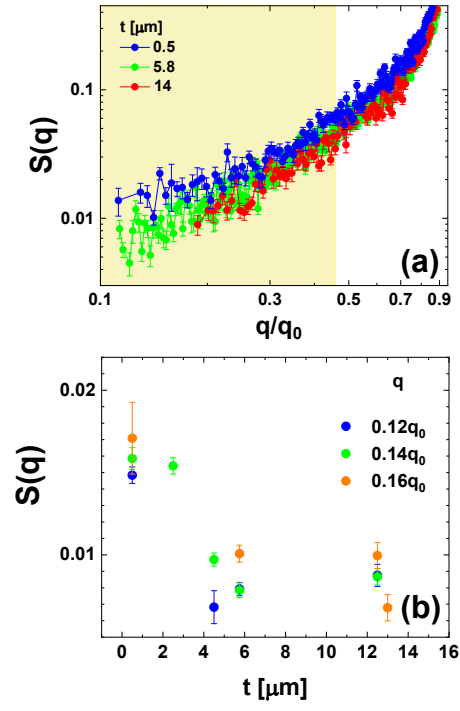 t [μm]
0.5
5.8
14
0.1
0.01
S(q)
(a)
0.1 0.3 0.5 0.7 0.9
q/q0
q
0.12q0
0.14q0
0.16q0
0.02
0.01
S(q)
(b)
0 2 4 6 8 10 12 14 16
t [μm]